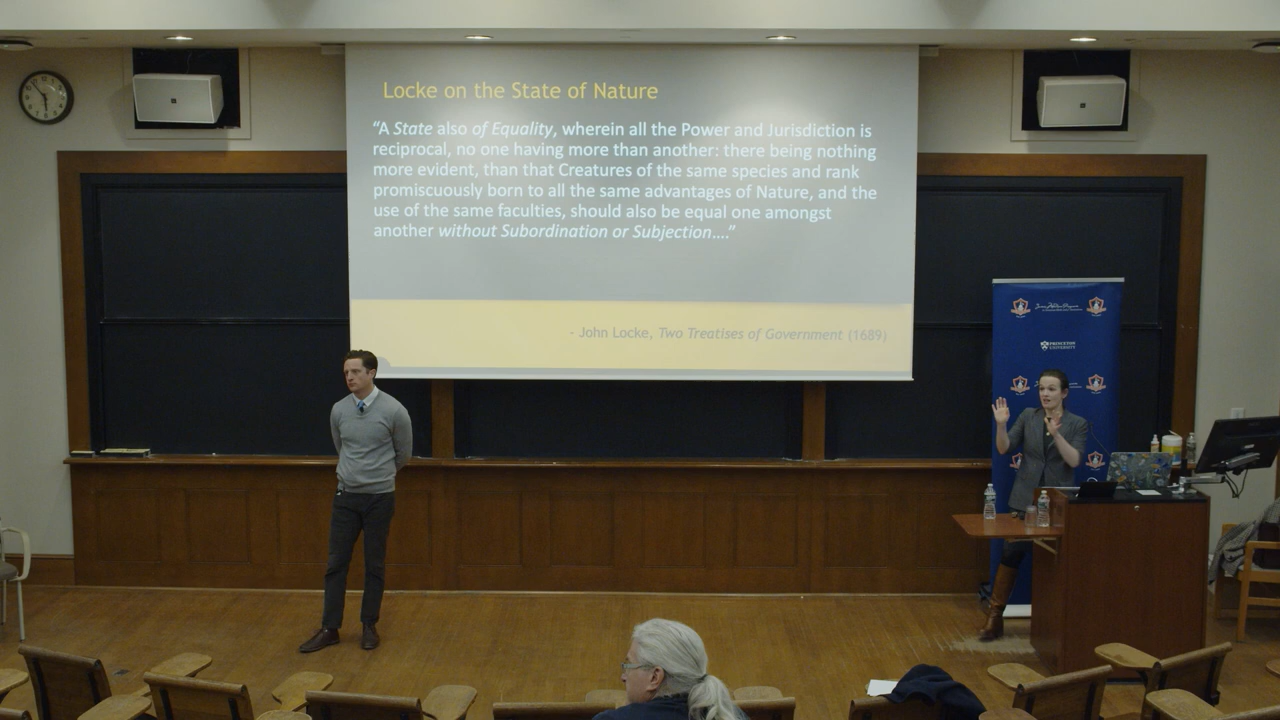 Locke on the State of Nature
“A State also of Equality, wherein all the Power and Jurisdiction is
reciprocal, no one having more than another: there being nothing
more evident, than that Creatures of the same species and rank
promiscuously born to all the same advantages of Nature, and the
use of the same faculties, should also be equal one amongst
another without Subordination or Subjection....”
- John Locke, Two Treatises of Government (1689)
PRINCETON
UNIVERSITY